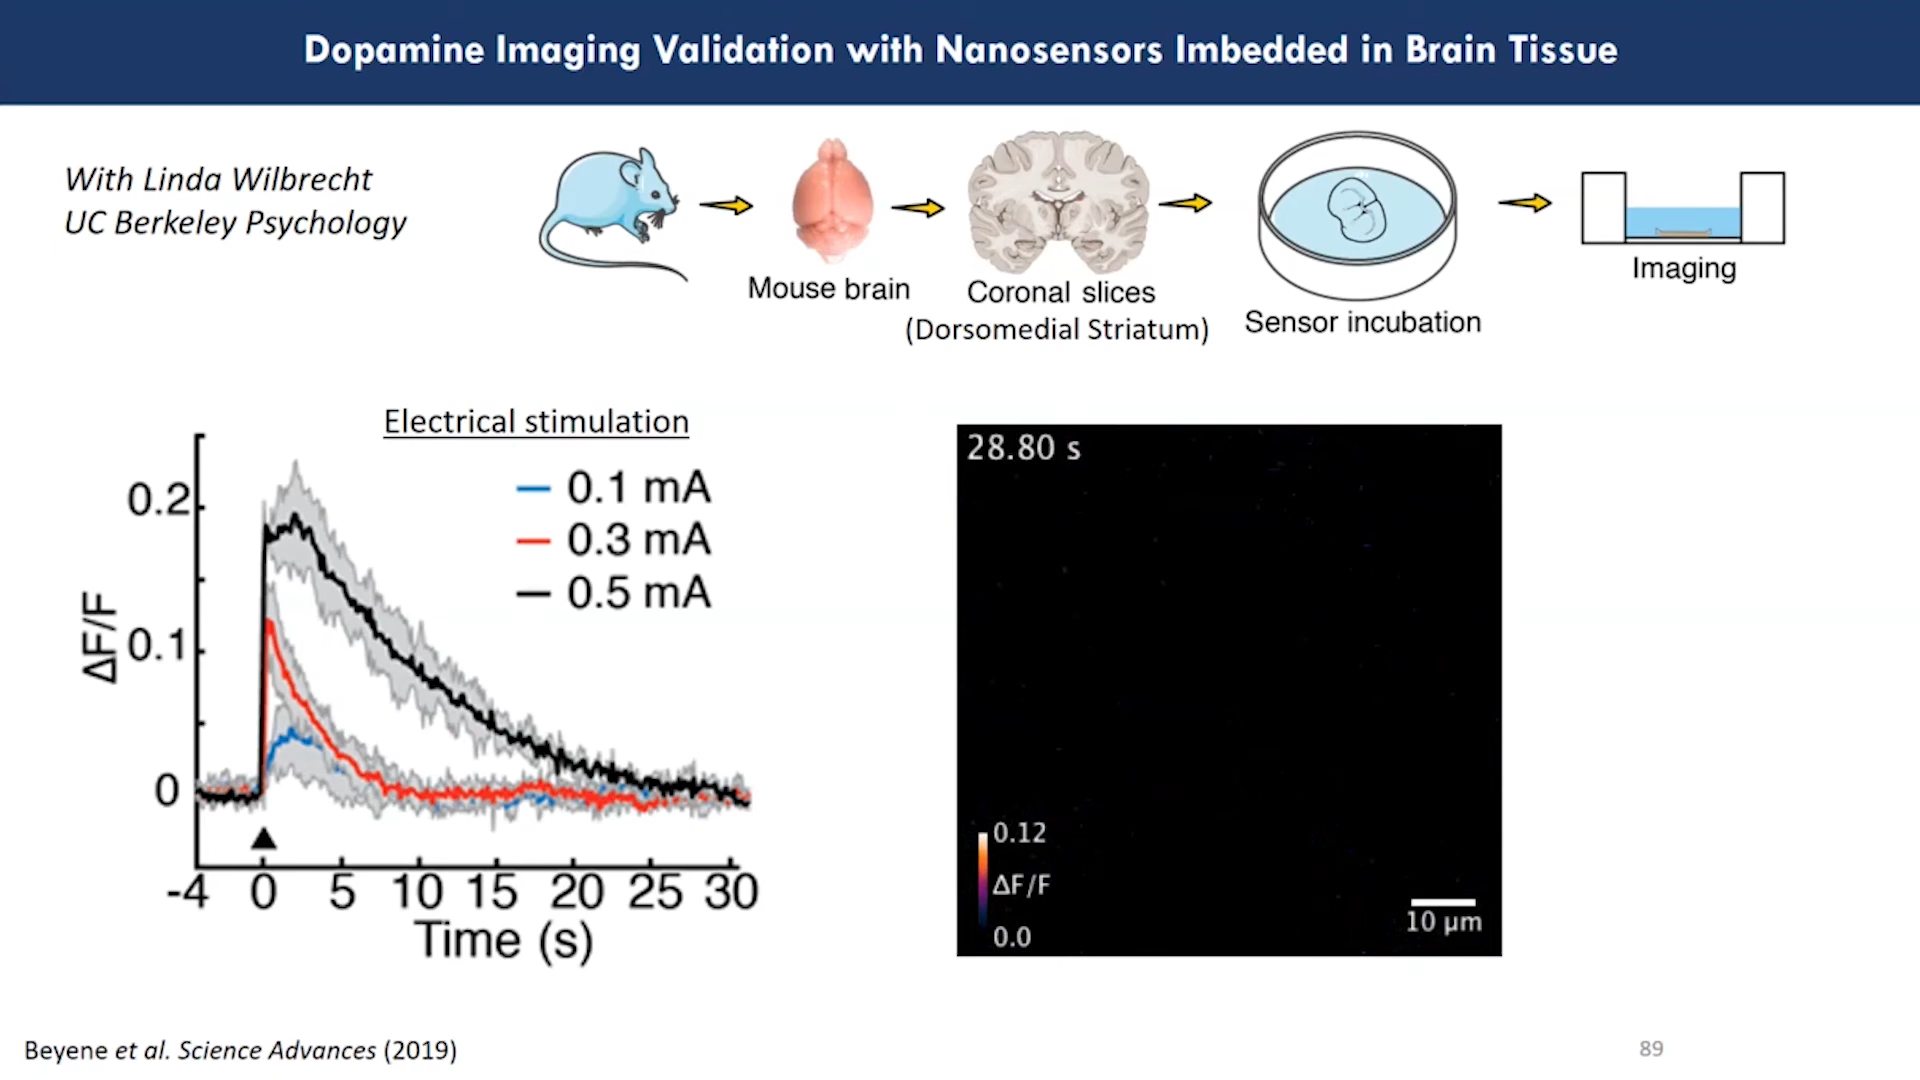 Dopamine Imaging Validation with Nanosensors Imbedded in Brain Tissue
With Linda Wilbrecht
UC Berkeley Psychology
Mouse brain
Coronal slices
(Dorsomedial Striatum)
Sensor incubation
Imaging
Electrical stimulation
0.1 mA
0.3 mA
0.5 mA
ΔF/F
0.2
0.1
0
-4 0 5 10 15 20 25 30
Time (s)
28.80 s
0.12
ΔF/F
0.0
10 µm
Beyene et al. Science Advances (2019)
89